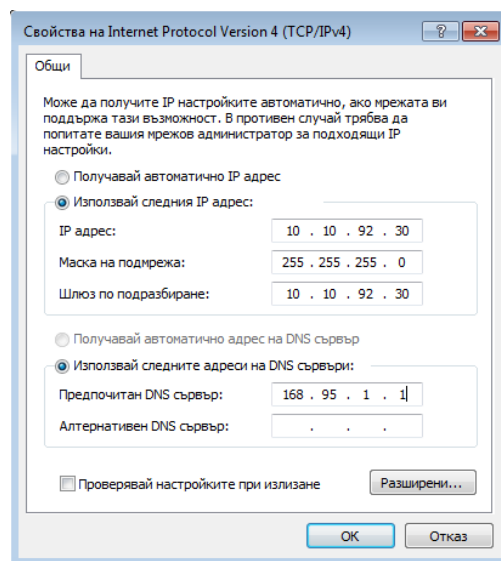 Свойства на Internet Protocol Version 4 (TCP/IPv4)
Общи
Може да получите IP настройките автоматично, ако мрежата ви
поддържа тази възможност. В противен случай трябва да
попитате вашия мрежов администратор за подходящи IP
настройки.
Получавай автоматично IP адрес
Използвай следния IP адрес:
IP адрес: 10 . 10 . 92 . 30
Маска на подмрежа: 255 . 255 . 255 . 0
Шлюз по подразбиране: 10 . 10 . 92 . 30
Получавай автоматично адрес на DNS сървър
Използвай следните адреси на DNS сървъри:
Предпочитан DNS сървър: 168 . 95 . 1 . 1
Алтернативен DNS сървър: . . .
Проверявай настройките при излизане Разширени...
OK Отказ